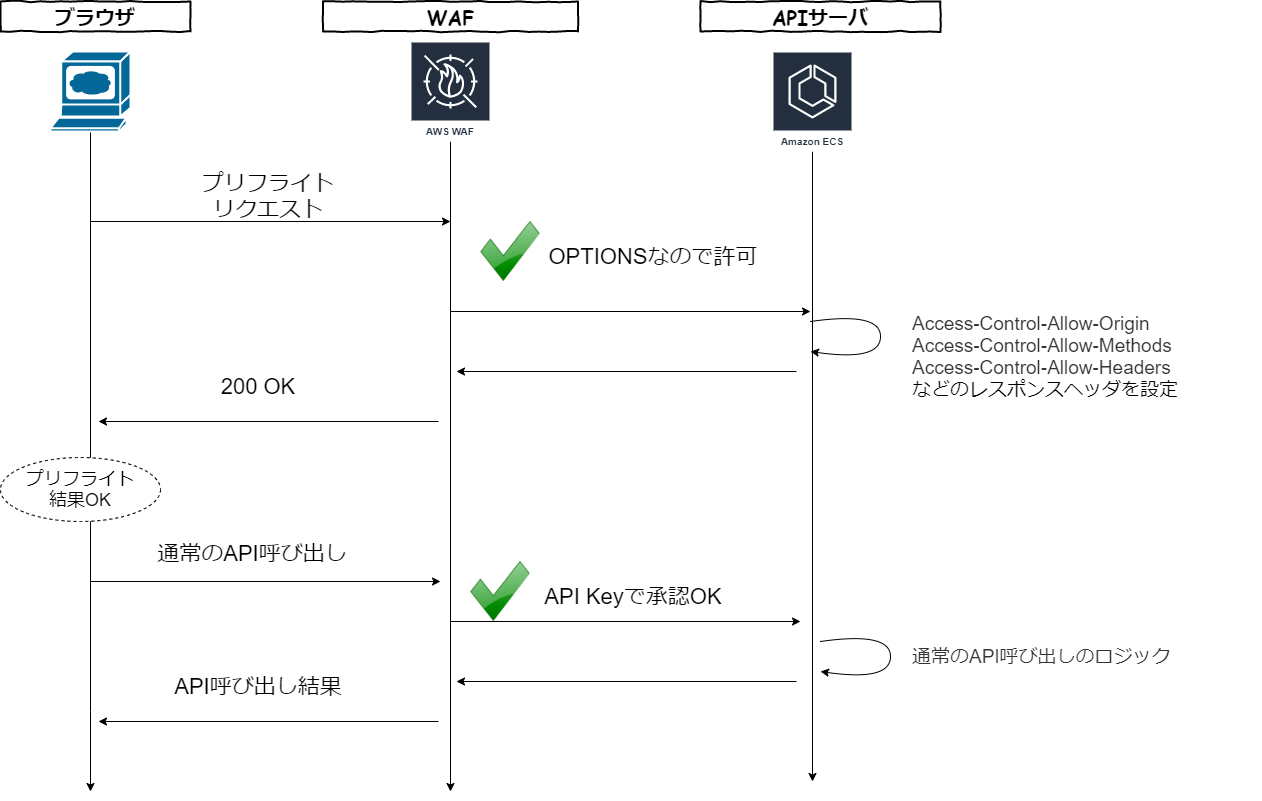 ブラウザ
WAF
APIサーバ
AWS WAF
Amazon ECS
プリフライト
リクエスト
OPTIONSなので許可
Access-Control-Allow-Origin
Access-Control-Allow-Methods
Access-Control-Allow-Headers
などのレスポンスヘッダを設定
200 OK
プリフライト
結果OK
通常のAPI呼び出し
API Keyで承認OK
通常のAPI呼び出しのロジック
API呼び出し結果